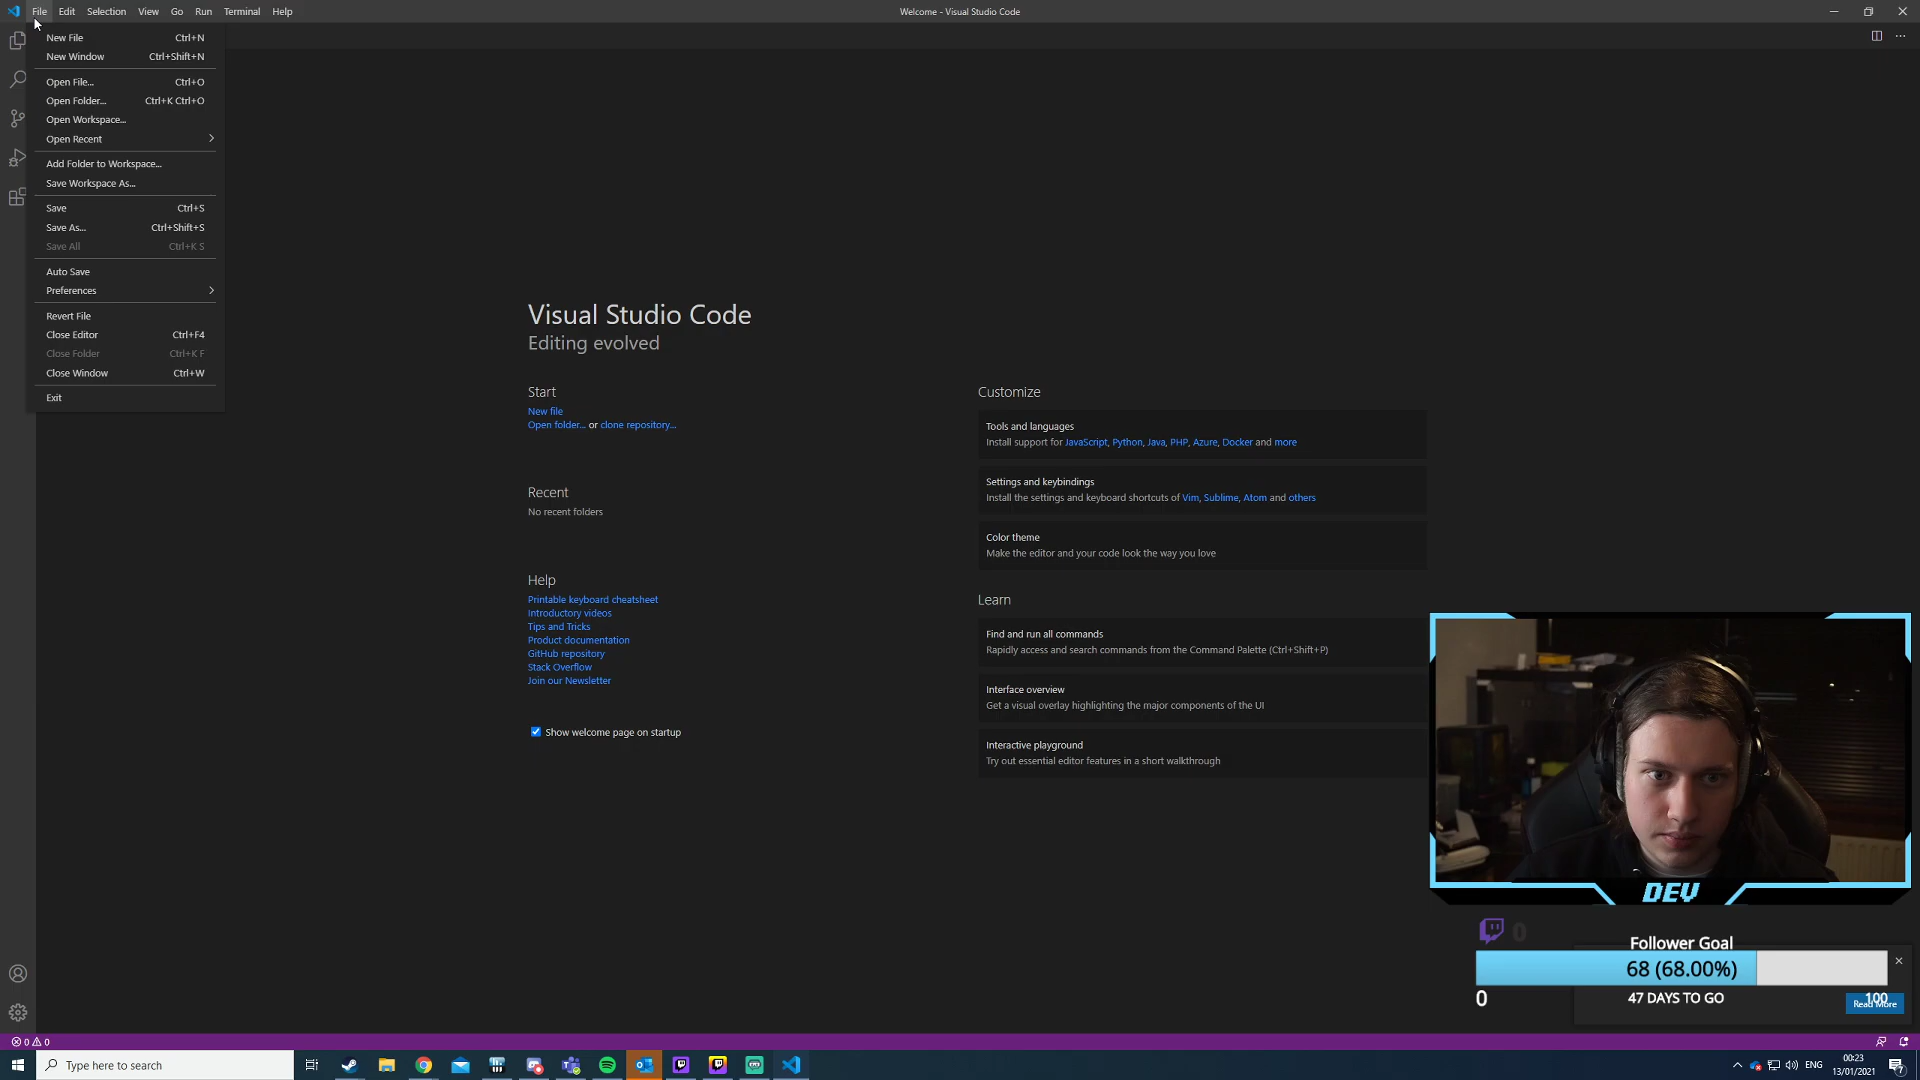 File Edit Selection View Go Run Terminal Help
Welcome - Visual Studio Code
New File Ctrl+N
New Window Ctrl+Shift+N
Open File... Ctrl+O
Open Folder... Ctrl+K Ctrl+O
Open Workspace...
Open Recent
Add Folder to Workspace...
Save Workspace As...
Save Ctrl+S
Save As... Ctrl+Shift+S
Save All Ctrl+K S
Auto Save
Preferences
Revert File
Close Editor Ctrl+F4
Close Folder Ctrl+K F
Close Window Ctrl+W
Exit
Visual Studio Code
Editing evolved
Start
New file
Open folder... or clone repository...
Recent
No recent folders
Help
Printable keyboard cheatsheet
Introductory videos
Tips and Tricks
Product documentation
GitHub repository
Stack Overflow
Join our Newsletter
Show welcome page on startup
Customize
Tools and languages
Install support for JavaScript, Python, Java, PHP, Azure, Docker and more
Settings and keybindings
Install the settings and keyboard shortcuts of Vim, Sublime, Atom and others
Color theme
Make the editor and your code look the way you love
Learn
Find and run all commands
Rapidly access and search commands from the Command Palette (Ctrl+Shift+P)
Interface overview
Get a visual overlay highlighting the major components of the UI
Interactive playground
Try out essential editor features in a short walkthrough
DEV
0
Follower Goal
68 (68.00%)
0 47 DAYS TO GO 100
Read More
0 0
Type here to search
ENG
00:23
13/01/2021
7